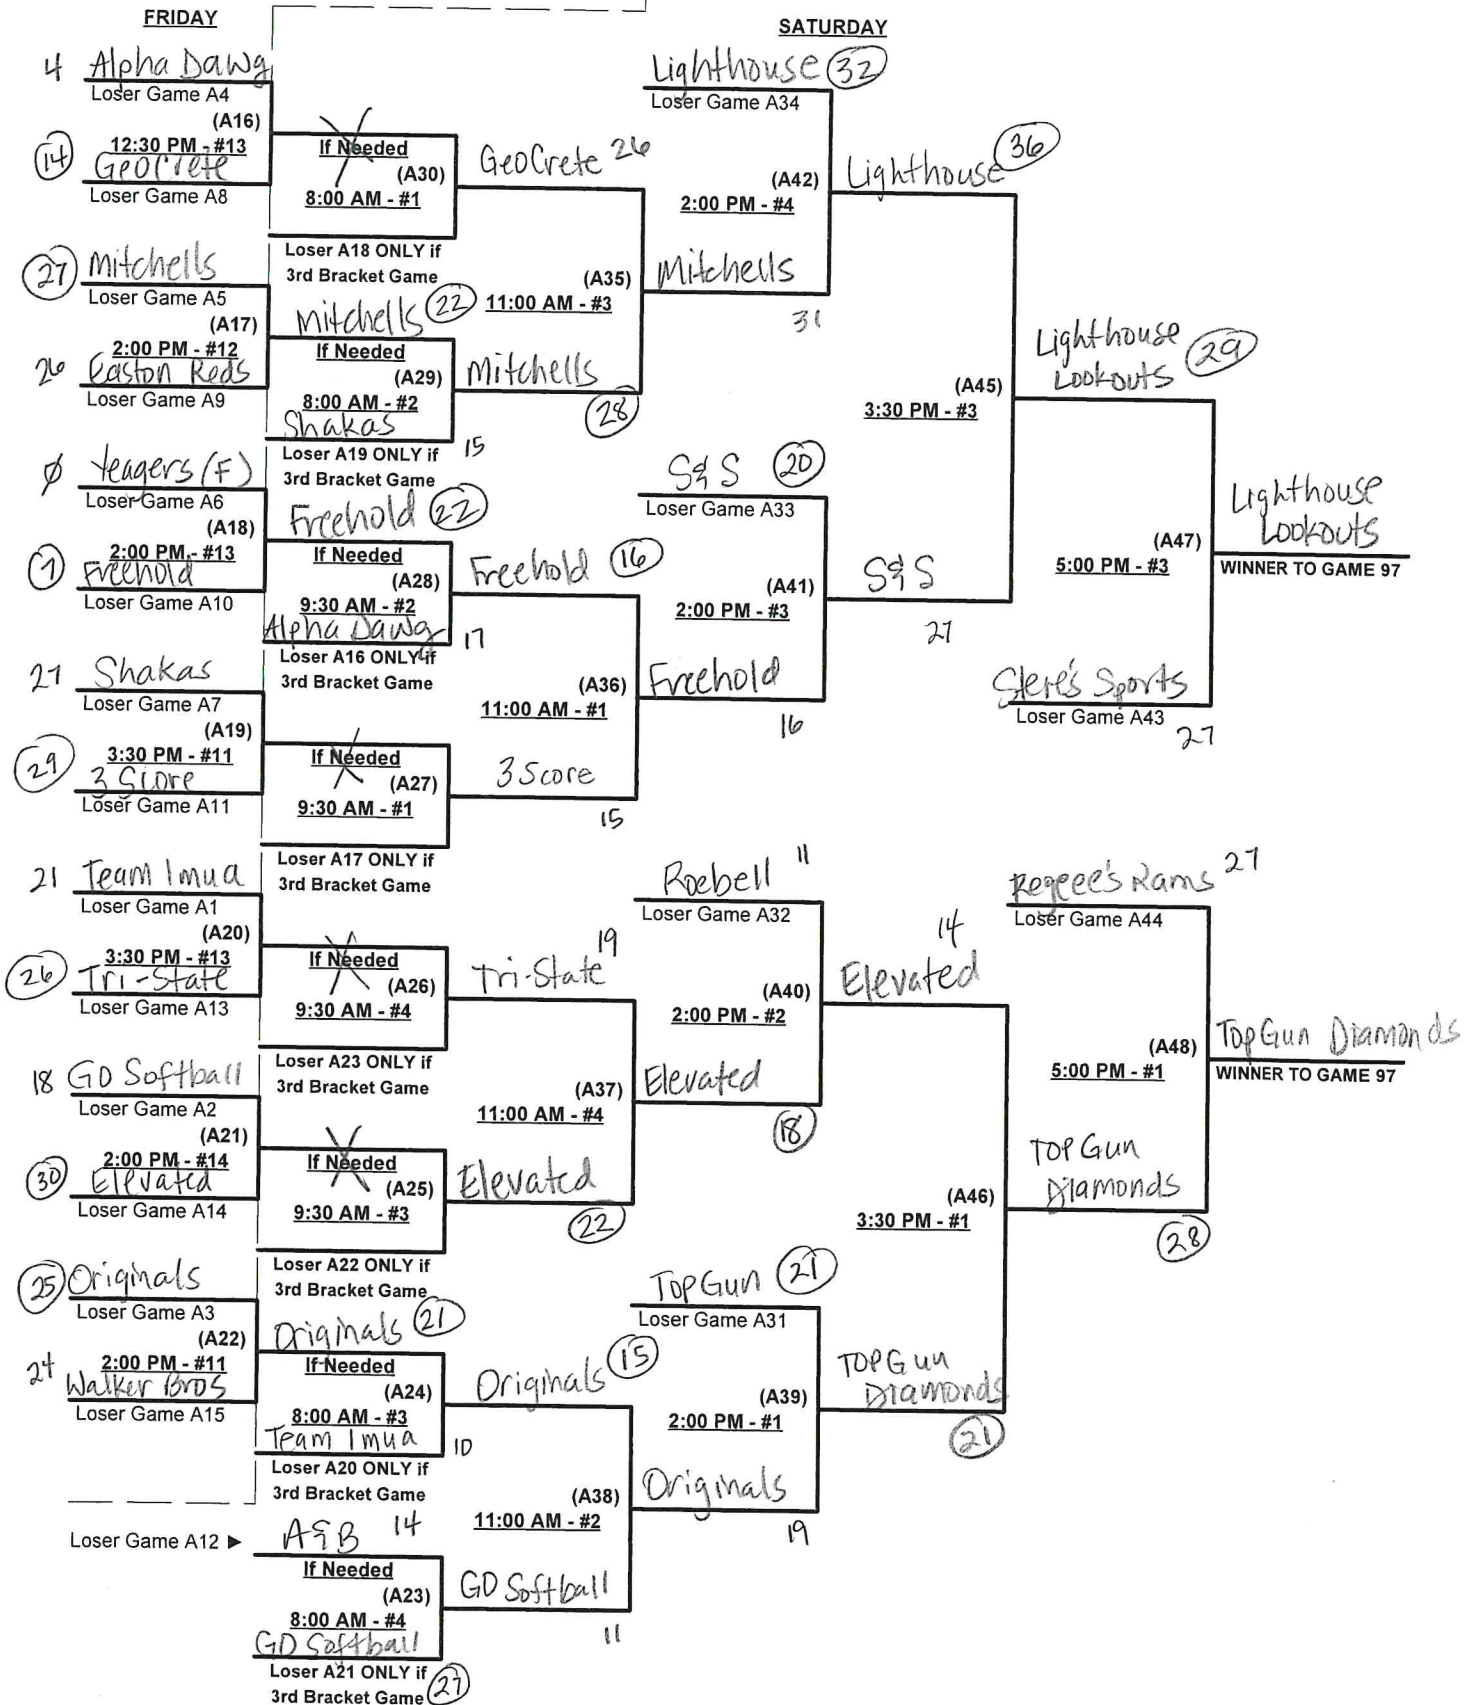 FRIDAY
4 Alpha Dawg
Loser Game A4
(A16)
12:30 PM - #13
14 GeoCrete
Loser Game A8
27 Mitchells
Loser Game A5
(A17)
2:00 PM - #12
26 Easton Reds
Loser Game A9
Ø Yeagers (F)
Loser Game A6
(A18)
2:00 PM - #13
7 Freehold
Loser Game A10
27 Shakas
Loser Game A7
(A19)
3:30 PM - #11
29 3 Score
Loser Game A11
21 Team Imua
Loser Game A1
(A20)
3:30 PM - #13
26 Tri-State
Loser Game A13
18 GD Softball
Loser Game A2
(A21)
2:00 PM - #14
30 Elevated
Loser Game A14
25 Originals
Loser Game A3
(A22)
2:00 PM - #11
24 Walker Bros
Loser Game A15
Loser Game A12 ►
If Needed
(A30)
8:00 AM - #1
Loser A18 ONLY if
3rd Bracket Game
Mitchells 22
If Needed
(A29)
8:00 AM - #2
Shakas 15
Loser A19 ONLY if
3rd Bracket Game
Freehold 22
If Needed
(A28)
9:30 AM - #2
Alpha Dawg 17
Loser A16 ONLY if
3rd Bracket Game
If Needed
(A27)
9:30 AM - #1
Loser A17 ONLY if
3rd Bracket Game
If Needed
(A26)
9:30 AM - #4
Loser A23 ONLY if
3rd Bracket Game
If Needed
(A25)
9:30 AM - #3
Loser A22 ONLY if
3rd Bracket Game
Originals 21
If Needed
(A24)
8:00 AM - #3
Team Imua 10
Loser A20 ONLY if
3rd Bracket Game
A&B 14
If Needed
(A23)
8:00 AM - #4
GD Softball
Loser A21 ONLY if
3rd Bracket Game 27
GeoCrete 26
(A35)
11:00 AM - #3
Mitchells
28
Freehold 16
(A36)
11:00 AM - #1
3 Score
15
Tri-State 19
(A37)
11:00 AM - #4
Elevated
22
Originals 15
(A38)
11:00 AM - #2
GD Softball
11
SATURDAY
Lighthouse 32
Loser Game A34
(A42)
2:00 PM - #4
Mitchells
31
S&S 20
Loser Game A33
(A41)
2:00 PM - #3
Freehold
16
Roebell 11
Loser Game A32
(A40)
2:00 PM - #2
Elevated
18
TopGun 21
Loser Game A31
(A39)
2:00 PM - #1
Originals
19
Lighthouse 36
(A45)
3:30 PM - #3
S&S
27
14
Elevated
(A46)
3:30 PM - #1
TOPGun
Diamonds
21
Lighthouse
Lookouts 29
(A47)
5:00 PM - #3
Steve's Sports
Loser Game A43
27
Rams 27
Loser Game A44
(A48)
5:00 PM - #1
TOPGun
Diamonds
28
Lighthouse
Lookouts
WINNER TO GAME 97
TopGun Diamonds
WINNER TO GAME 97